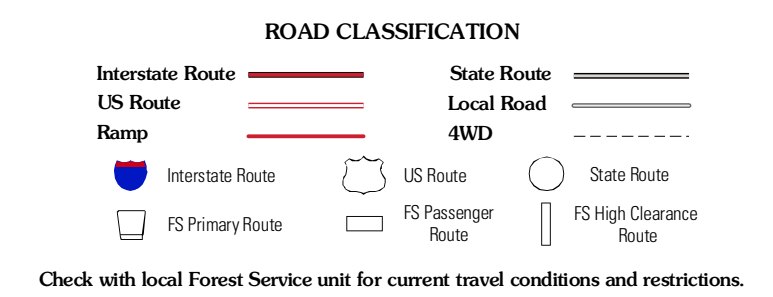 ROAD CLASSIFICATION
Interstate Route
State Route
US Route
Local Road
Ramp
4WD
Interstate Route
US Route
State Route
FS Primary Route
FS Passenger
Route
FS High Clearance
Route
Check with local Forest Service unit for current travel conditions and restrictions.